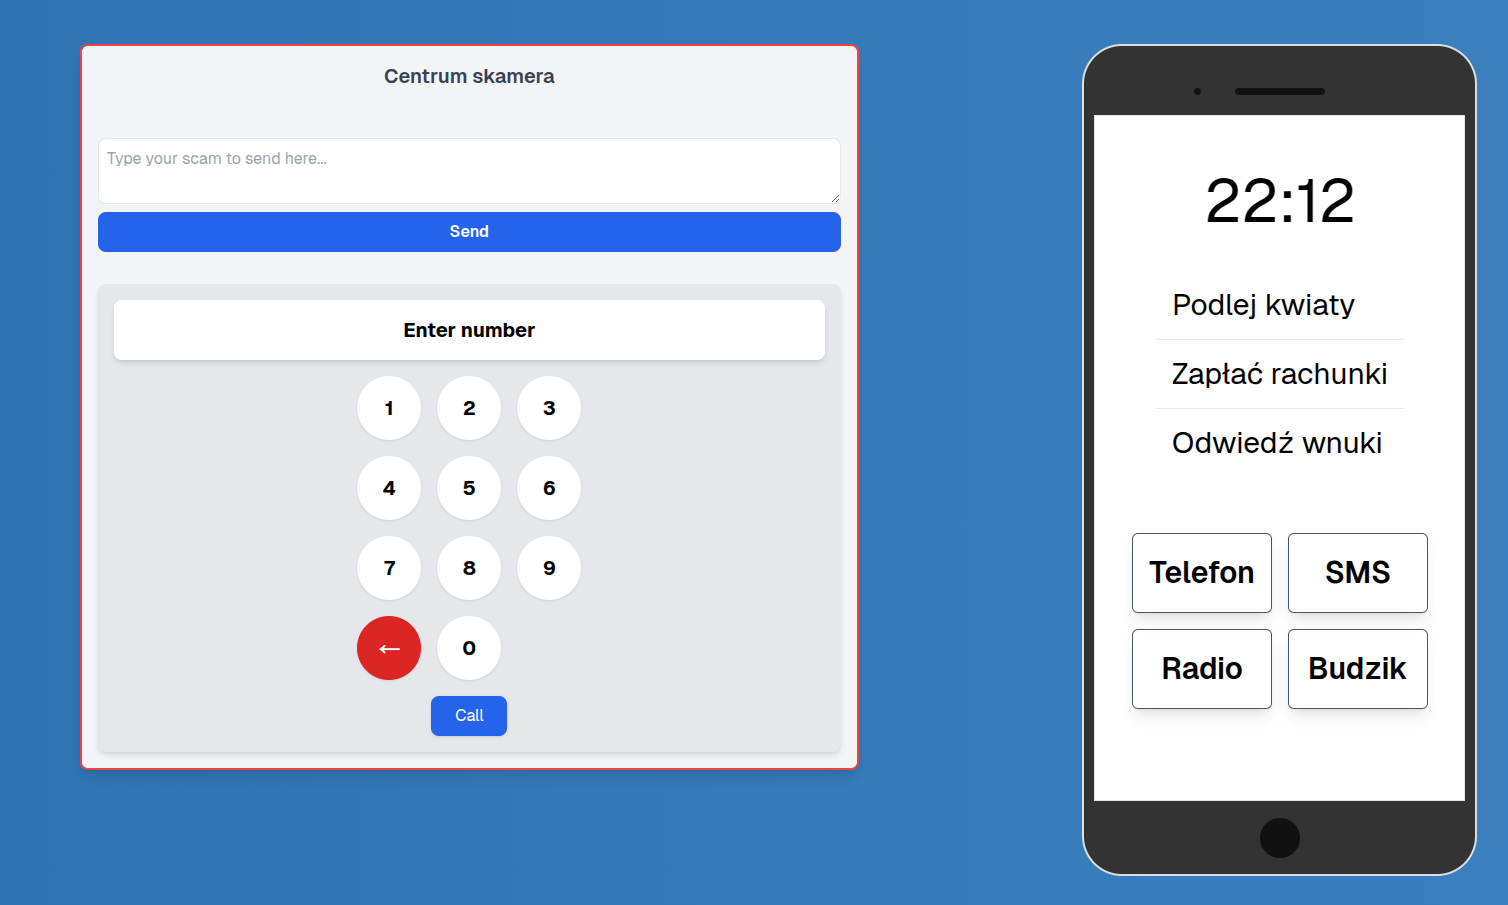 Centrum skamera
Type your scam to send here...
Send
Enter number
1 2 3
4 5 6
7 8 9
← 0
Call
22:12
Podlej kwiaty
Zapłać rachunki
Odwiedź wnuki
Telefon SMS
Radio Budzik